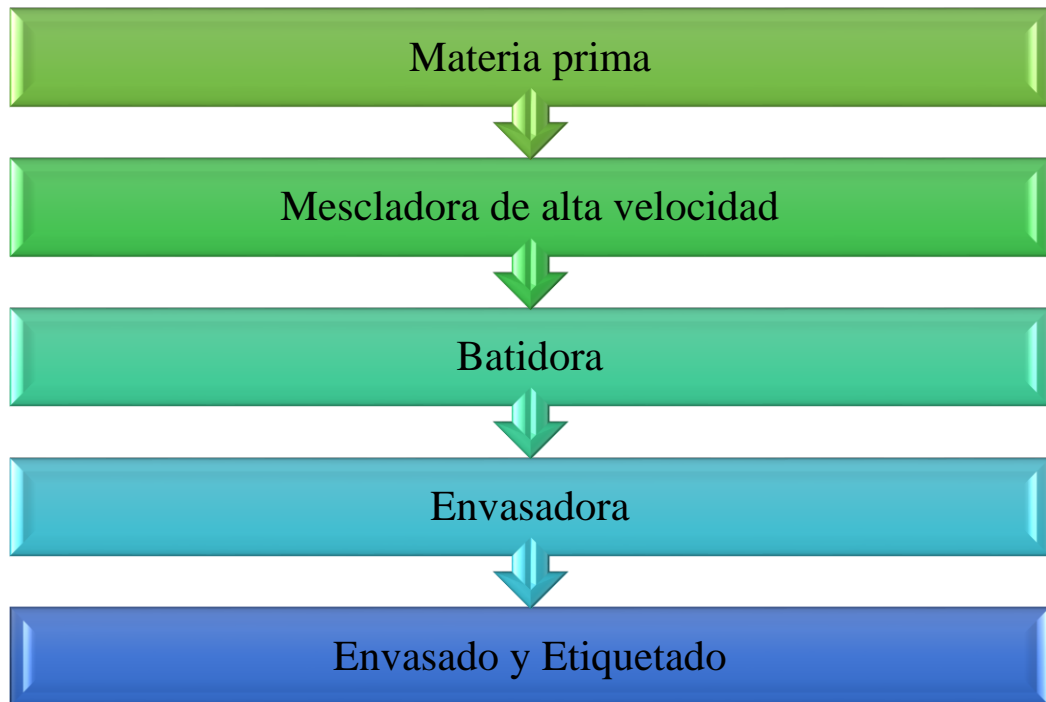 Materia prima
Mescladora de alta velocidad
Batidora
Envasadora
Envasado y Etiquetado